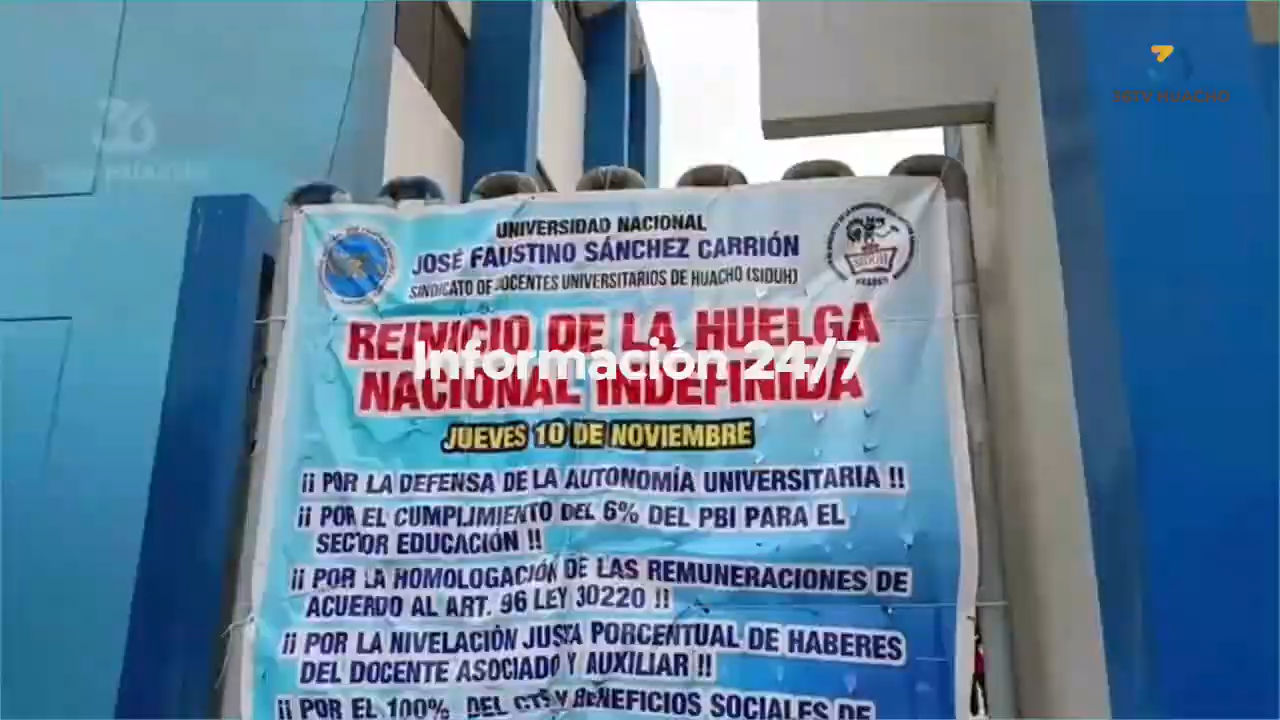 36
UNIVERSIDAD NACIONAL
JOSÉ FAUSTINO SÁNCHEZ CARRIÓN
SINDICATO DE DOCENTES UNIVERSITARIOS DE HUACHO (SIDUH)
SIDUH
REINICIO DE LA HUELGA
NACIONAL INDEFINIDA
Información 24/7
JUEVES 10 DE NOVIEMBRE
¡¡ POR LA DEFENSA DE LA AUTONOMÍA UNIVERSITARIA !!
¡¡ POR EL CUMPLIMIENTO DEL 6% DEL PBI PARA EL
SECTOR EDUCACIÓN !!
¡¡ POR LA HOMOLOGACIÓN DE LAS REMUNERACIONES DE
ACUERDO AL ART. 96 LEY 30220 !!
¡¡ POR LA NIVELACIÓN JUSTA PORCENTUAL DE HABERES
DEL DOCENTE ASOCIADO Y AUXILIAR !!
¡¡ POR EL 100% DEL CTS Y BENEFICIOS SOCIALES DE
HUACHO